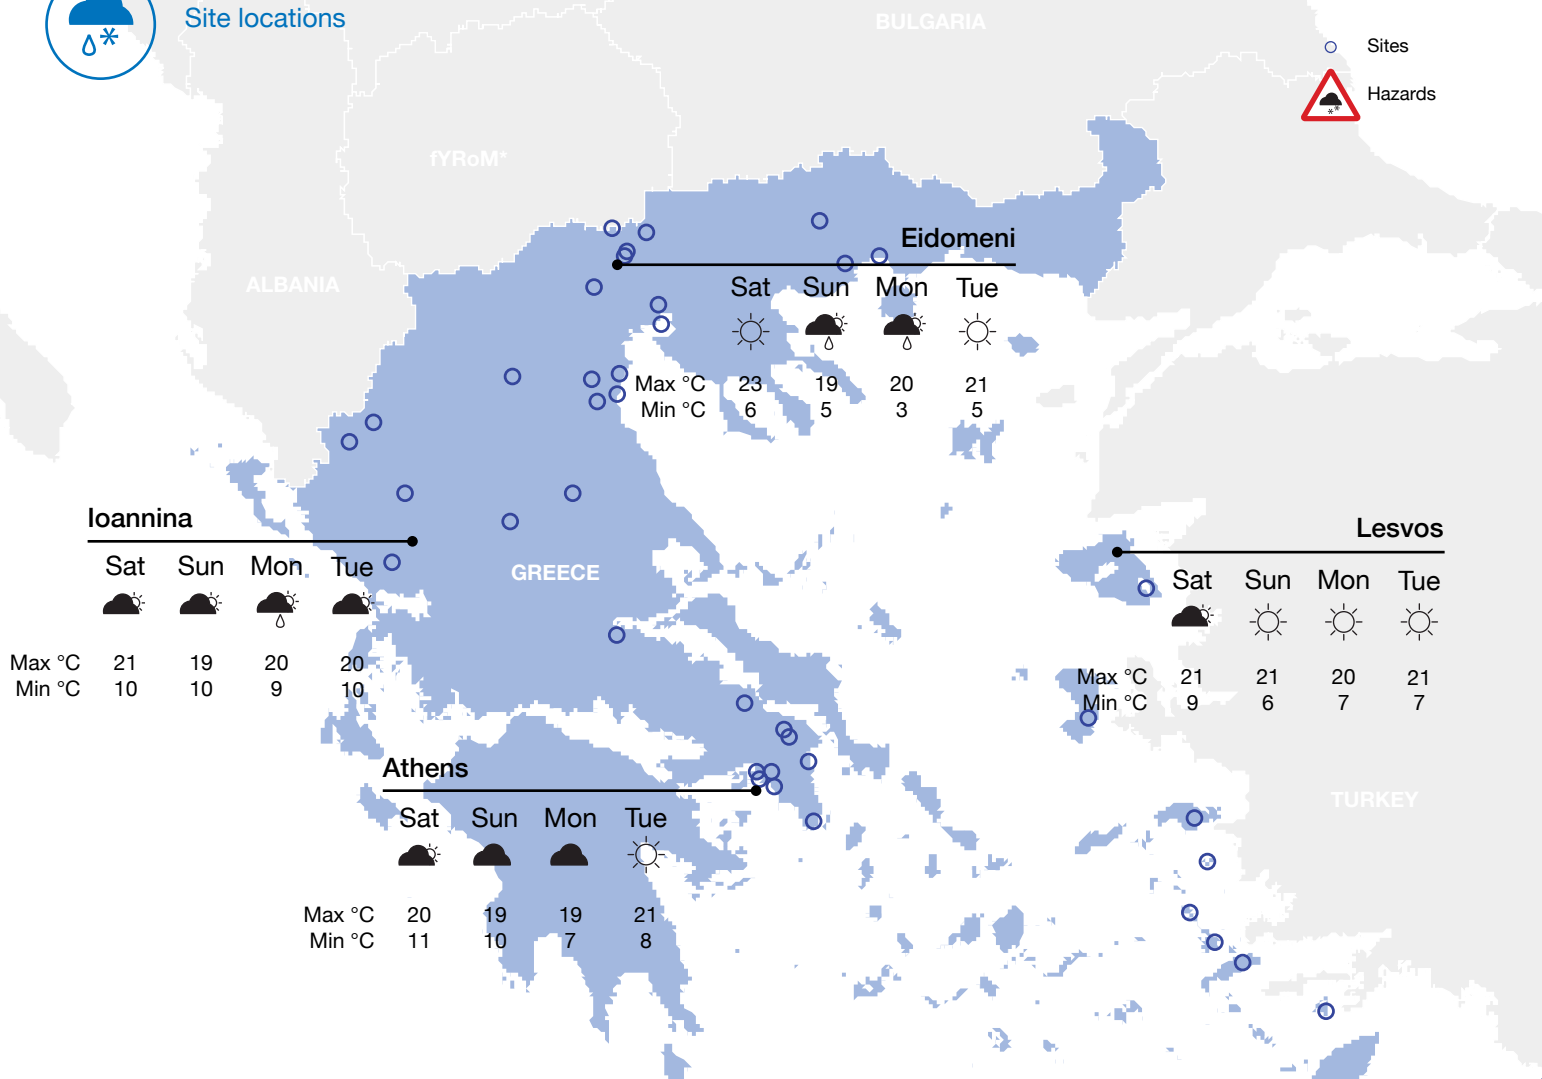 Site locations
BULGARIA
Sites
Hazards
fYRoM*
ALBANIA
Eidomeni
Sat Sun Mon Tue
Max °C 23 19 20 21
Min °C 6 5 3 5
Ioannina
Sat Sun Mon Tue
Max °C 21 19 20 20
Min °C 10 10 9 10
GREECE
Lesvos
Sat Sun Mon Tue
Max °C 21 21 20 21
Min °C 9 6 7 7
Athens
Sat Sun Mon Tue
Max °C 20 19 19 21
Min °C 11 10 7 8
TURKEY